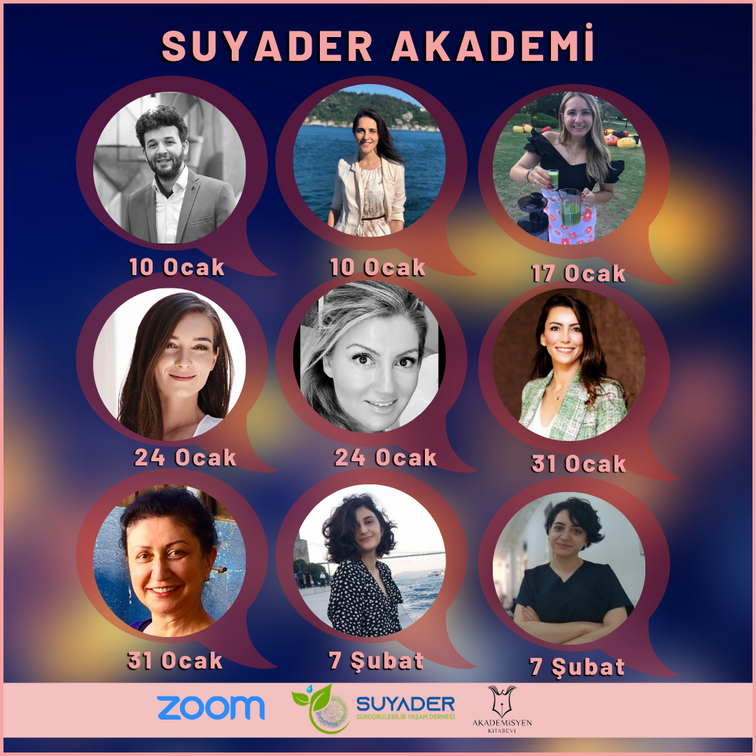 SUYADER AKADEMİ
10 Ocak
10 Ocak
17 Ocak
24 Ocak
24 Ocak
31 Ocak
31 Ocak
7 Şubat
7 Şubat
zoom
SUYADER
SÜRDÜRÜLEBİLİR YAŞAM DERNEĞİ
AKADEMİSYEN
KİTABEVİ